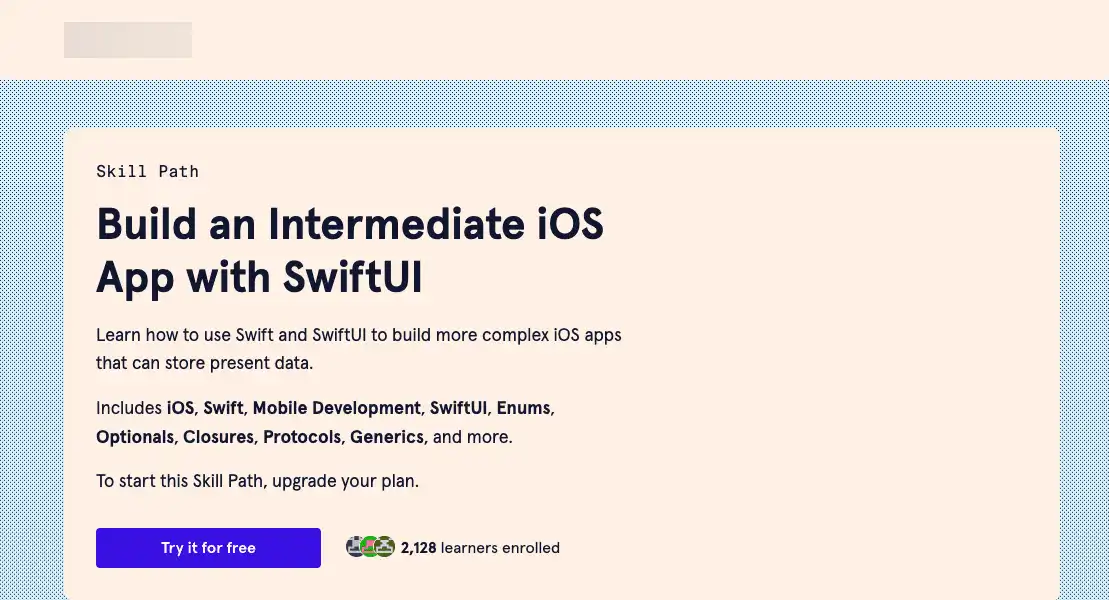 Skill Path
Build an Intermediate iOS
App with SwiftUI
Learn how to use Swift and SwiftUI to build more complex iOS apps
that can store present data.
Includes iOS, Swift, Mobile Development, SwiftUI, Enums,
Optionals, Closures, Protocols, Generics, and more.
To start this Skill Path, upgrade your plan.
Try it for free
2,128 learners enrolled